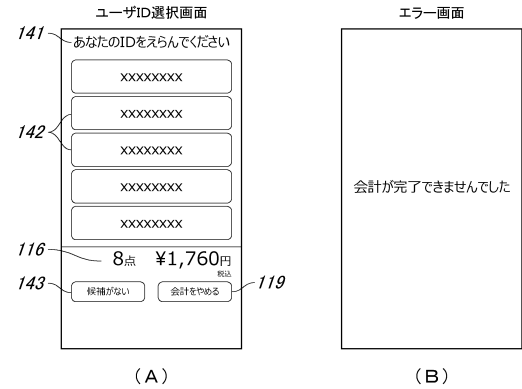 ユーザID選択画面
エラー画面
141
あなたのIDをえらんでください
xxxxxxxx
142
xxxxxxxx
xxxxxxxx
xxxxxxxx
xxxxxxxx
会計が完了できませんでした
116
8点 ¥1,760円
税込
143
候補がない
会計をやめる
119
(A)
(B)